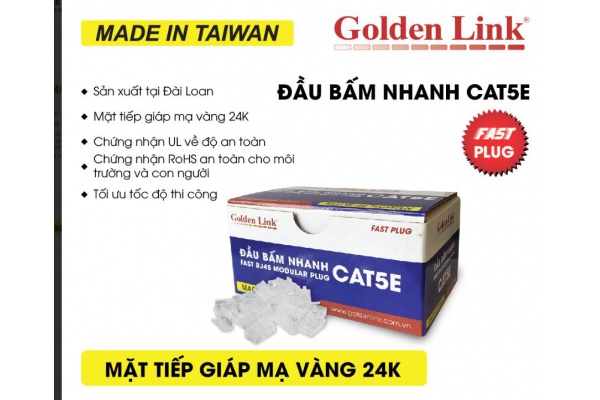 MADE IN TAIWAN
Golden Link®
Sản xuất tại Đài Loan
Mặt tiếp giáp mạ vàng 24K
Chứng nhận UL về độ an toàn
Chứng nhận RoHS an toàn cho môi
trường và con người
Tối ưu tốc độ thi công
ĐẦU BẤM NHANH CAT5E
FAST
PLUG
Golden Link
FAST PLUG
ĐẦU BẤM NHANH
FAST RJ45 MODULAR PLUG
CAT5E
www.goldenlink.com.vn
MẶT TIẾP GIÁP MẠ VÀNG 24K